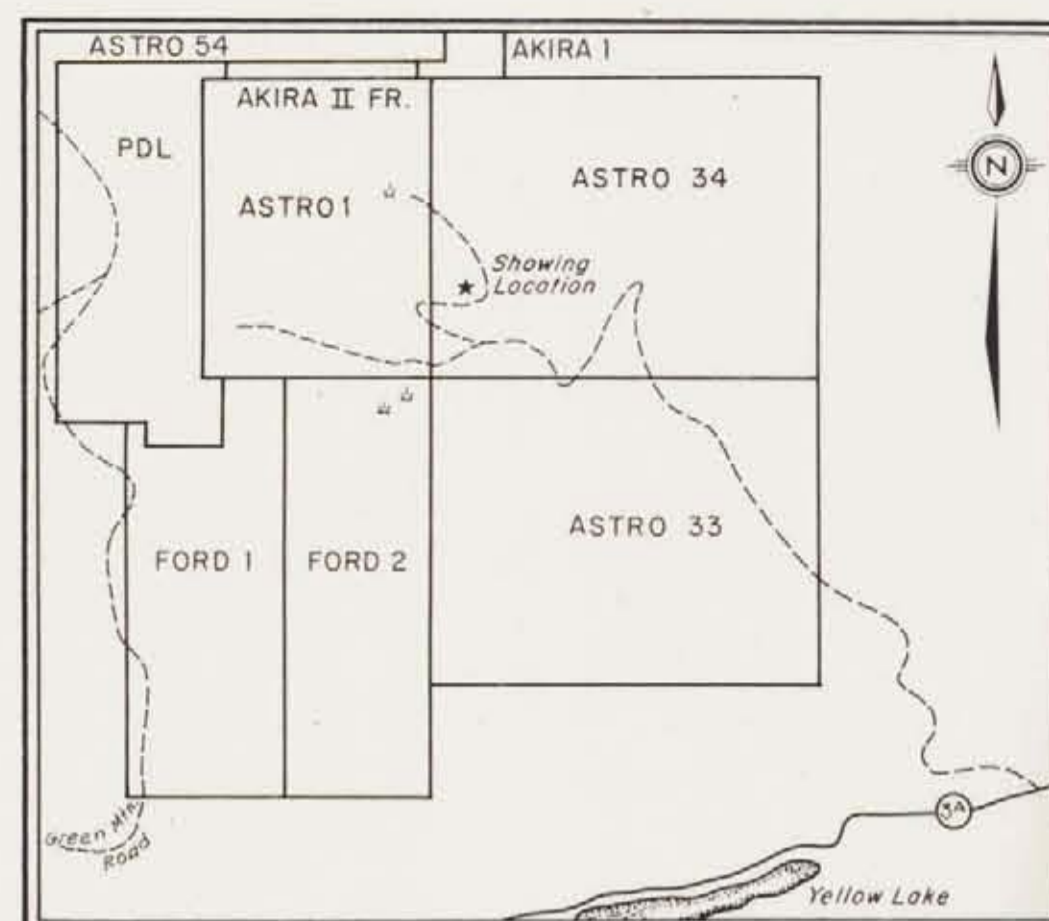 ASTRO 54
AKIRA 1
AKIRA II FR.
PDL
ASTRO 34
ASTRO 1
N
Showing
Location
ASTRO 33
FORD 1
FORD 2
Green Mtn.
Road
3A
Yellow Lake